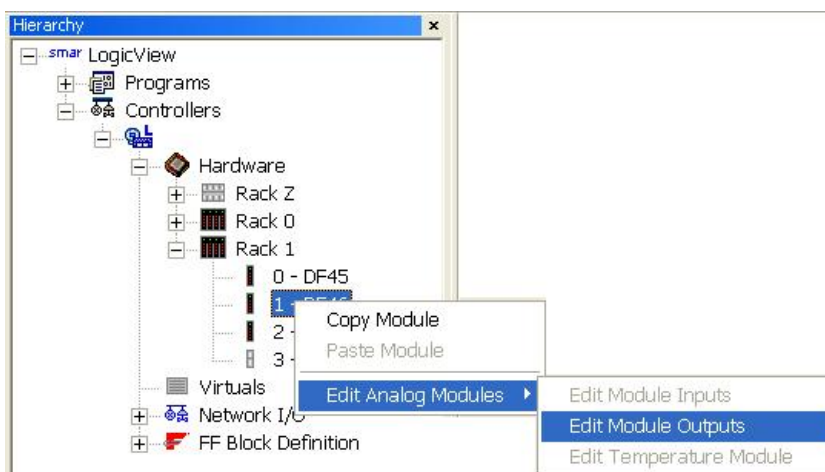 Hierarchy
smar LogicView
Programs
Controllers
L
Hardware
Rack Z
Rack 0
Rack 1
0 - DF45
1 -
2 -
3 -
Virtuals
Network I/O
FF Block Definition
Copy Module
Paste Module
Edit Analog Modules
Edit Module Inputs
Edit Module Outputs
Edit Temperature Module